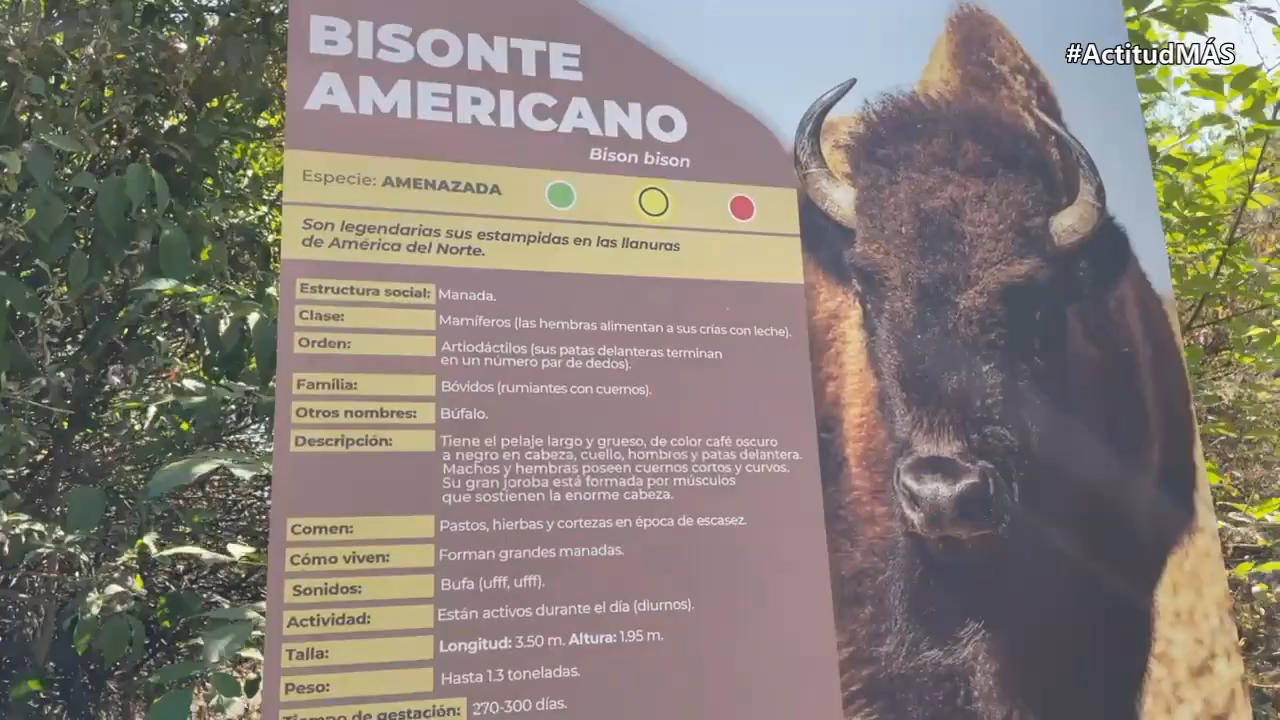 #ActitudMÁS
BISONTE
AMERICANO
Bison bison
Especie: AMENAZADA
Son legendarias sus estampidas en las llanuras
de América del Norte.
Estructura social: Manada.
Clase: Mamíferos (las hembras alimentan a sus crías con leche).
Orden: Artiodáctilos (sus patas delanteras terminan
en un número par de dedos).
Família: Bóvidos (rumiantes con cuernos).
Otros nombres: Búfalo.
Descripción: Tiene el pelaje largo y grueso, de color café oscuro
a negro en cabeza, cuello, hombros y patas delantera.
Machos y hembras poseen cuernos cortos y curvos.
Su gran joroba está formada por músculos
que sostienen la enorme cabeza.
Comen: Pastos, hierbas y cortezas en época de escasez.
Cómo viven: Forman grandes manadas.
Sonidos: Bufa (ufff, ufff).
Actividad: Están activos durante el día (diurnos).
Talla: Longitud: 3.50 m. Altura: 1.95 m.
Peso: Hasta 1.3 toneladas.
Tiempo de gestación: 270-300 días.